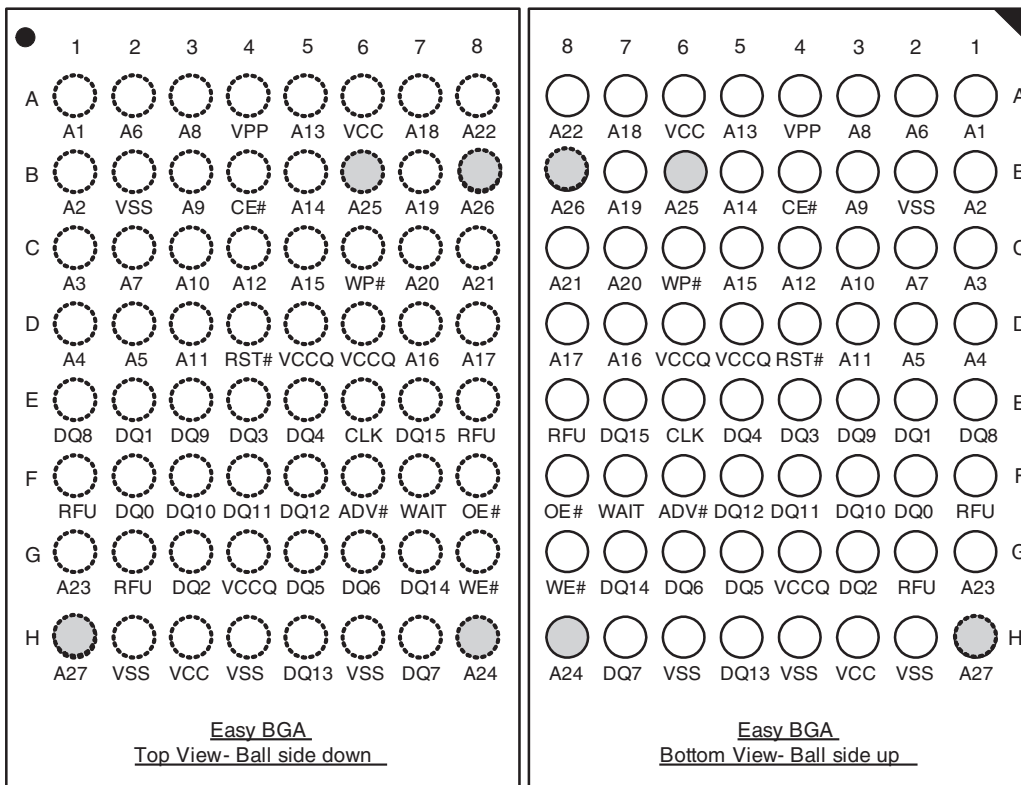 1 2 3 4 5 6 7 8
A
A1 A6 A8 VPP A13 VCC A18 A22
B
A2 VSS A9 CE# A14 A25 A19 A26
C
A3 A7 A10 A12 A15 WP# A20 A21
D
A4 A5 A11 RST# VCCQ VCCQ A16 A17
E
DQ8 DQ1 DQ9 DQ3 DQ4 CLK DQ15 RFU
F
RFU DQ0 DQ10 DQ11 DQ12 ADV# WAIT OE#
G
A23 RFU DQ2 VCCQ DQ5 DQ6 DQ14 WE#
H
A27 VSS VCC VSS DQ13 VSS DQ7 A24
Easy BGA
Top View- Ball side down
8 7 6 5 4 3 2 1
A
A22 A18 VCC A13 VPP A8 A6 A1
B
A26 A19 A25 A14 CE# A9 VSS A2
C
A21 A20 WP# A15 A12 A10 A7 A3
D
A17 A16 VCCQ VCCQ RST# A11 A5 A4
E
RFU DQ15 CLK DQ4 DQ3 DQ9 DQ1 DQ8
F
OE# WAIT ADV# DQ12 DQ11 DQ10 DQ0 RFU
G
WE# DQ14 DQ6 DQ5 VCCQ DQ2 RFU A23
H
A24 DQ7 VSS DQ13 VSS VCC VSS A27
Easy BGA
Bottom View- Ball side up